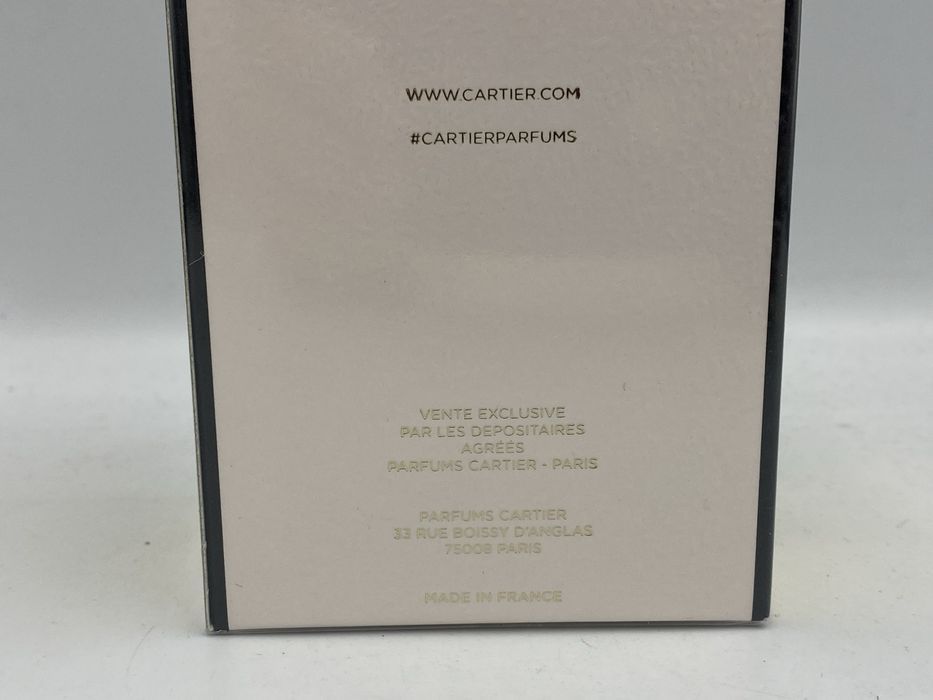 WWW.CARTIER.COM
#CARTIERPARFUMS
VENTE EXCLUSIVE
PAR LES DEPOSITAIRES
AGRÉÉS
PARFUMS CARTIER - PARIS
PARFUMS CARTIER
33 RUE BOISSY D'ANGLAS
75008 PARIS
MADE IN FRANCE